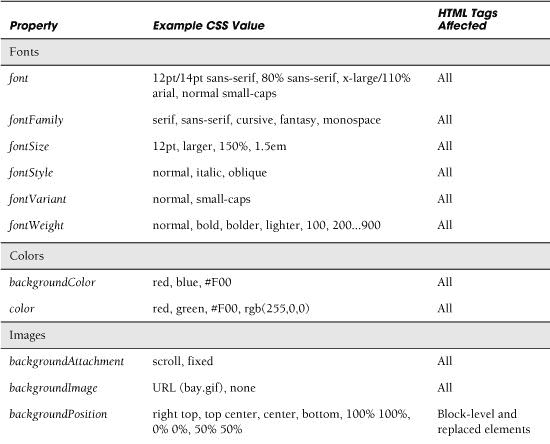 Property Example CSS Value HTML Tags Affected
Fonts
font 12pt/14pt sans-serif, 80% sans-serif, x-large/110% All
arial, normal small-caps
fontFamily serif, sans-serif, cursive, fantasy, monospace All
fontSize 12pt, larger, 150%, 1.5em All
fontStyle normal, italic, oblique All
fontVariant normal, small-caps All
fontWeight normal, bold, bolder, lighter, 100, 200...900 All
Colors
backgroundColor red, blue, #F00 All
color red, green, #F00, rgb(255,0,0) All
Images
backgroundAttachment scroll, fixed All
backgroundImage URL (bay.gif), none All
backgroundPosition right top, top center, center, bottom, 100% 100%, Block-level and
0% 0%, 50% 50% replaced elements